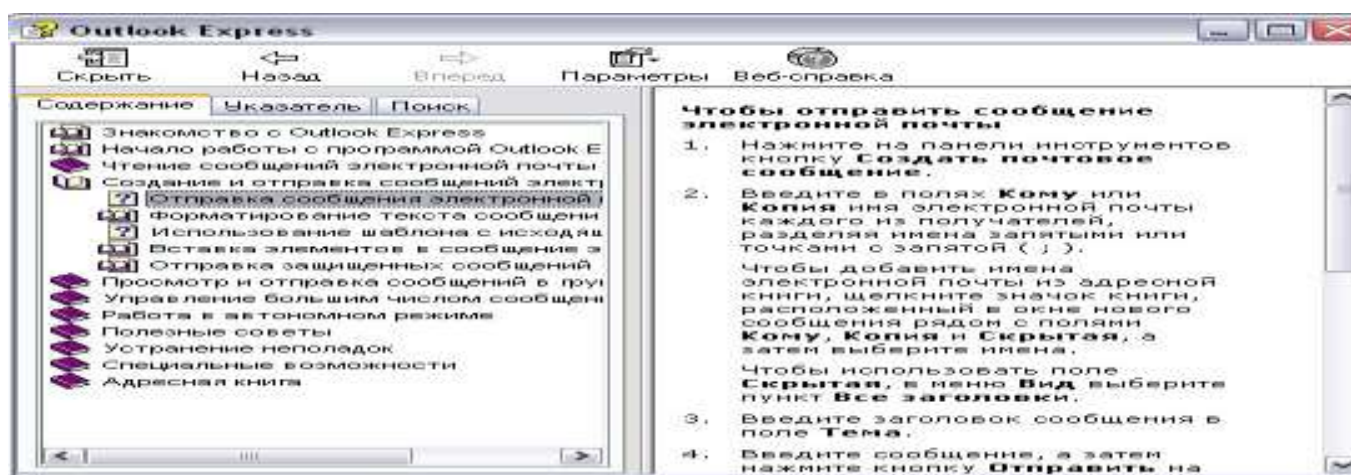 Outlook Express
Скрыть Назад Вперед Параметры Веб-справка
Содержание Указатель Поиск
Знакомство с Outlook Express
Начало работы с программой Outlook E
Чтение сообщений электронной почты
Создание и отправка сообщений элект
Отправка сообщения электронной
Форматирование текста сообщени
Использование шаблона с исходящ
Вставка элементов в сообщение э
Отправка защищенных сообщений
Просмотр и отправка сообщений в гру
Управление большим числом сообщен
Работа в автономном режиме
Полезные советы
Устранение неполадок
Специальные возможности
Адресная книга
Чтобы отправить сообщение
электронной почты
1. Нажмите на панели инструментов
кнопку Создать почтовое
сообщение.
2. Введите в полях Кому или
Копия имя электронной почты
каждого из получателей,
разделяя имена запятыми или
точками с запятой ( ; ).
Чтобы добавить имена
электронной почты из адресной
книги, щелкните значок книги,
расположенный в окне нового
сообщения рядом с полями
Кому, Копия и Скрытая, а
затем выберите имена.
Чтобы использовать поле
Скрытая, в меню Вид выберите
пункт Все заголовки.
3. Введите заголовок сообщения в
поле Тема.
4. Введите сообщение, а затем
нажмите кнопку Отправить на